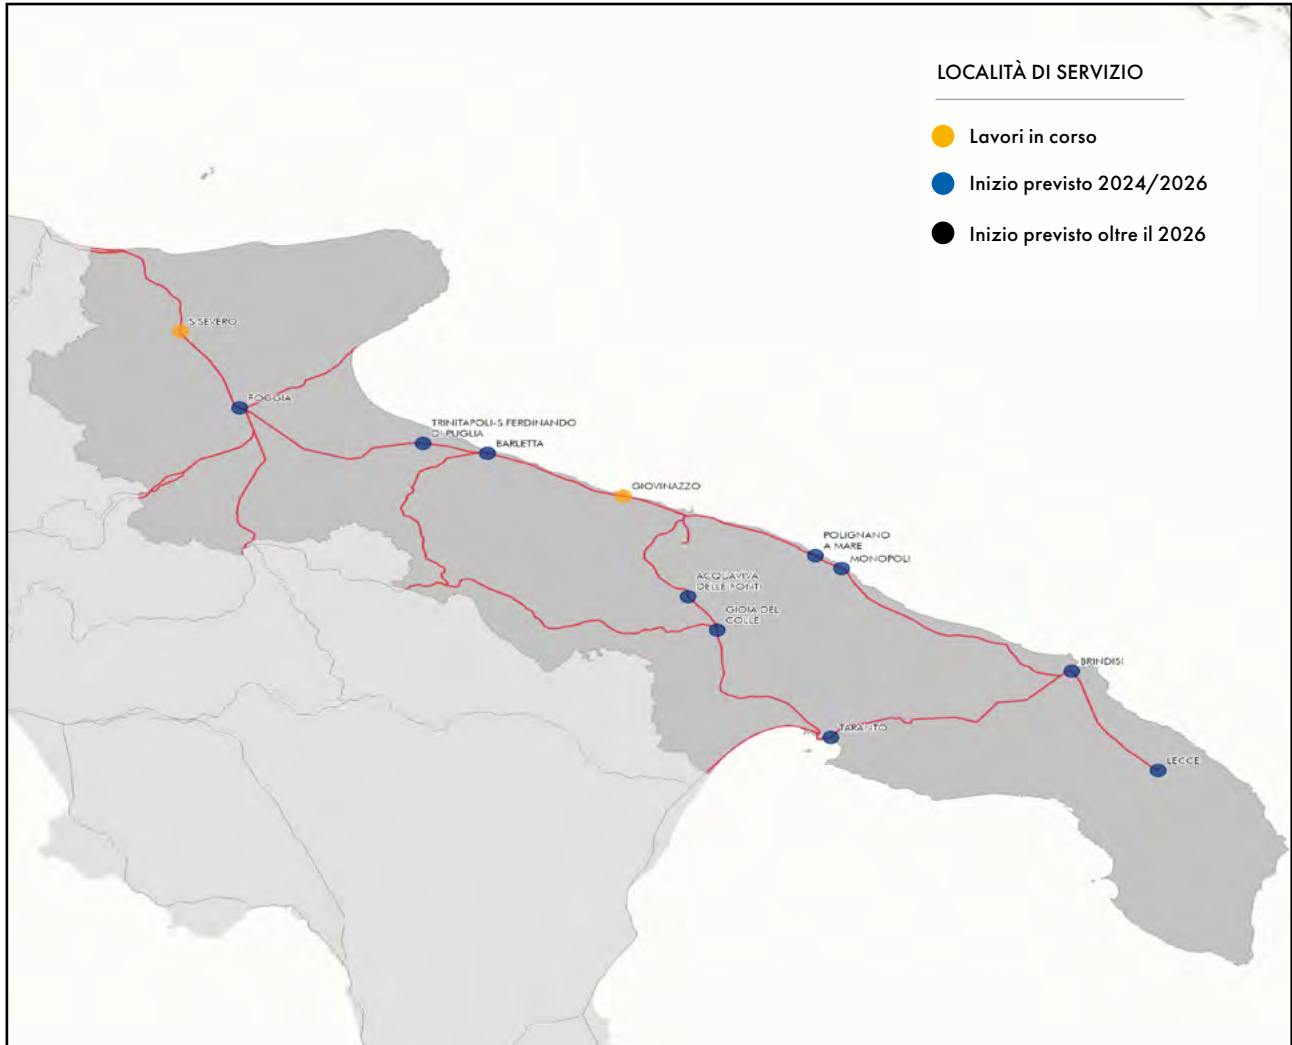 LOCALITÀ DI SERVIZIO
Lavori in corso
Inizio previsto 2024/2026
Inizio previsto oltre il 2026
S.SEVERO
FOGGIA
TRINITAPOLI-S.FERDINANDO
DI PUGLIA
BARLETTA
GIOVINAZZO
POLIGNANO
A MARE
MONOPOLI
ACQUAVIVA
DELLE FONTI
GIOIA DEL
COLLE
BRINDISI
TARANTO
LECCE